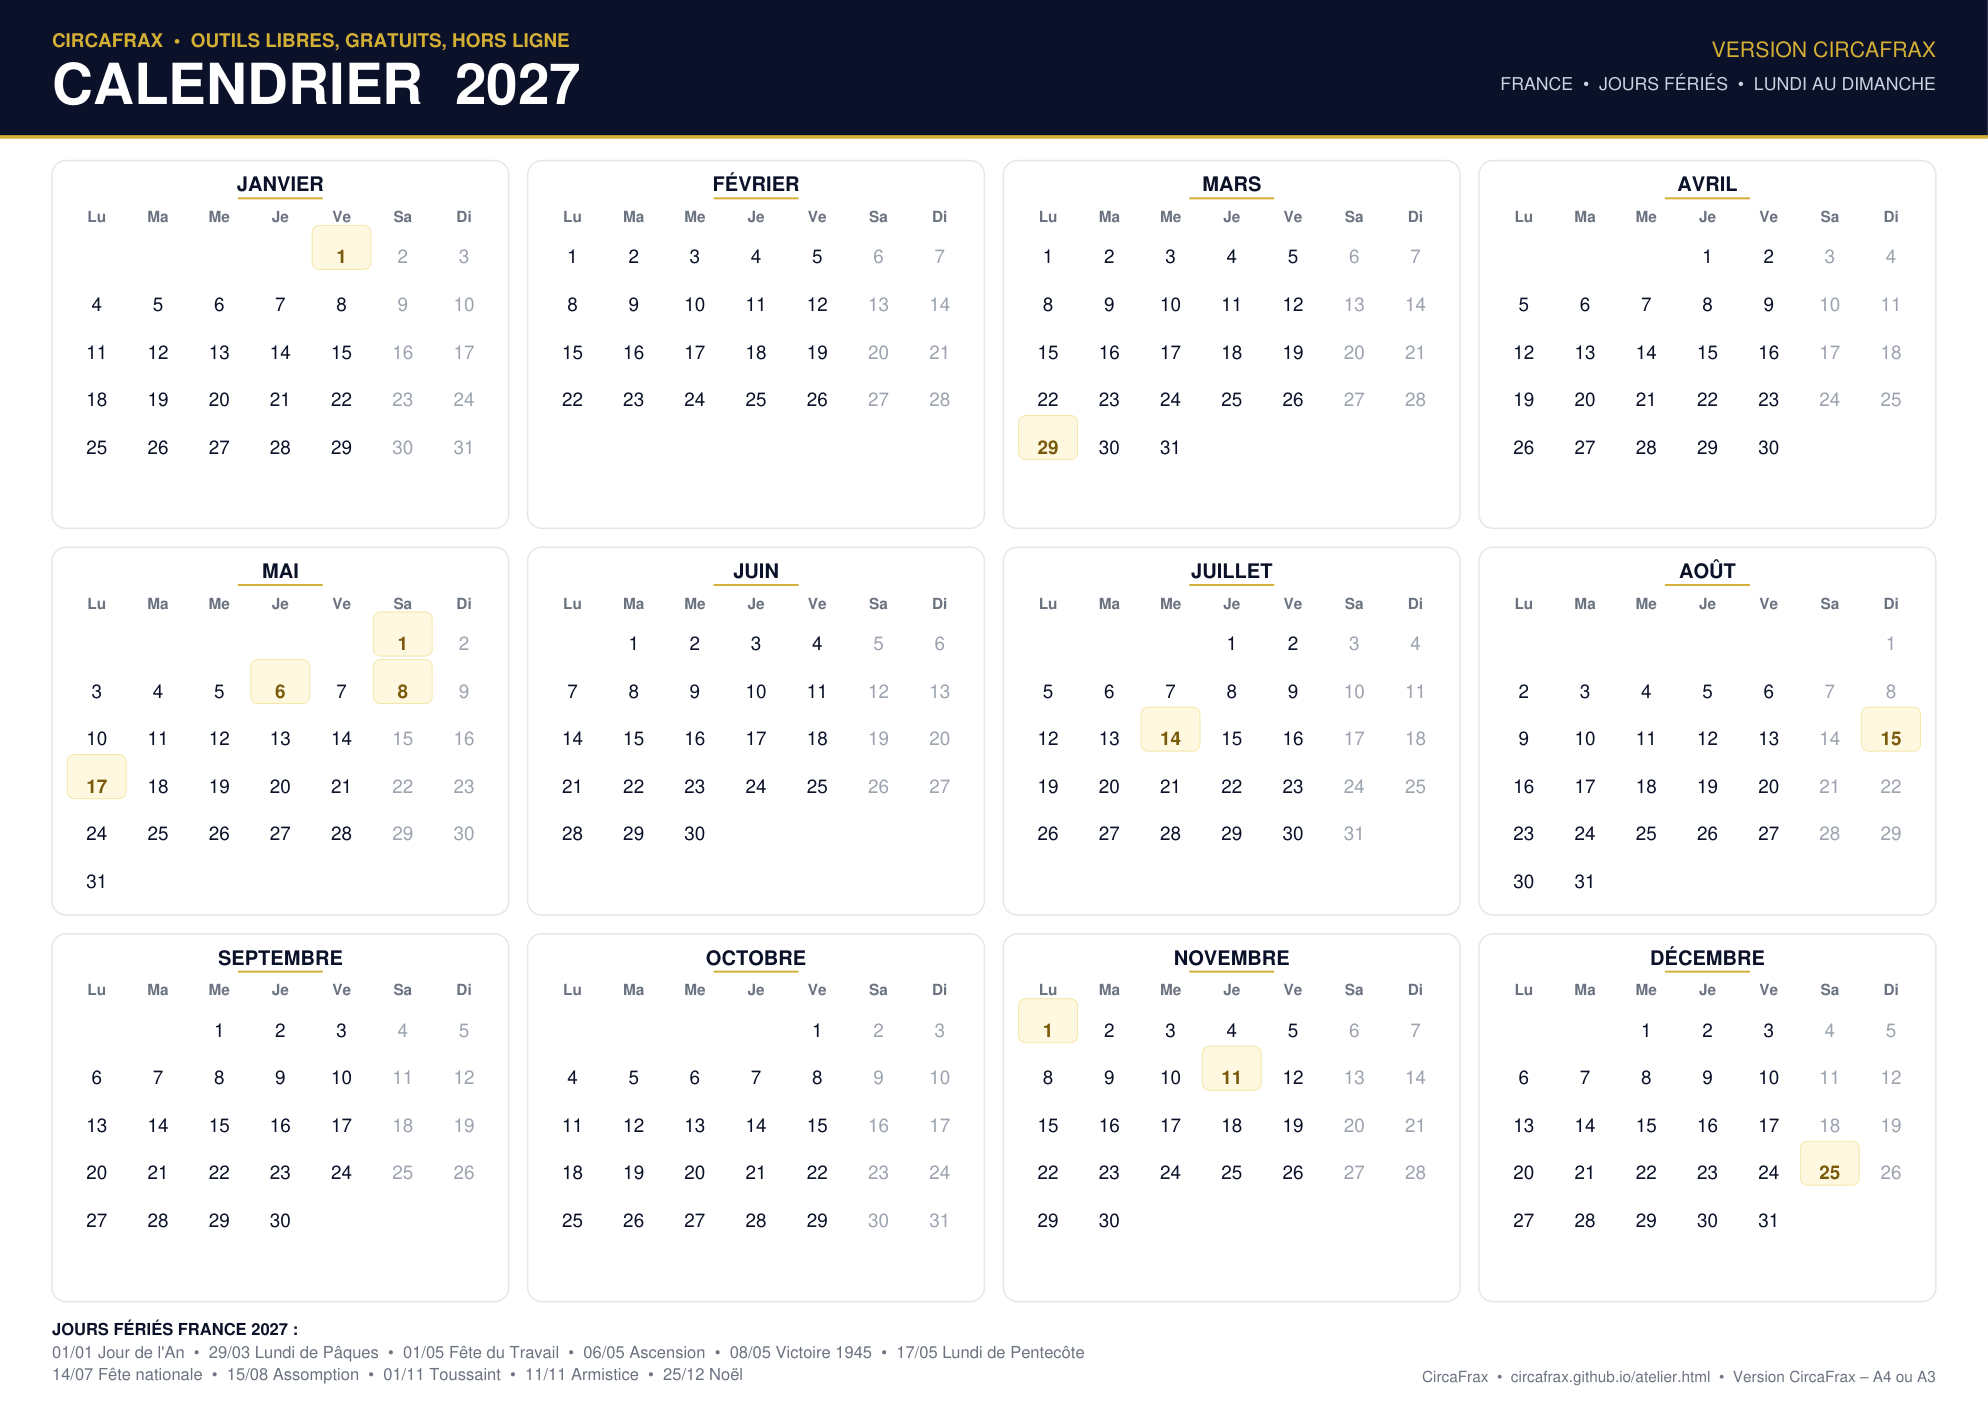 CIRCAFRAX • OUTILS LIBRES, GRATUITS, HORS LIGNE
CALENDRIER 2027
VERSION CIRCAFRAX
FRANCE • JOURS FÉRIÉS • LUNDI AU DIMANCHE
JANVIER
Lu Ma Me Je Ve Sa Di
1 2 3
4 5 6 7 8 9 10
11 12 13 14 15 16 17
18 19 20 21 22 23 24
25 26 27 28 29 30 31
FÉVRIER
Lu Ma Me Je Ve Sa Di
1 2 3 4 5 6 7
8 9 10 11 12 13 14
15 16 17 18 19 20 21
22 23 24 25 26 27 28
MARS
Lu Ma Me Je Ve Sa Di
1 2 3 4 5 6 7
8 9 10 11 12 13 14
15 16 17 18 19 20 21
22 23 24 25 26 27 28
29 30 31
AVRIL
Lu Ma Me Je Ve Sa Di
1 2 3 4
5 6 7 8 9 10 11
12 13 14 15 16 17 18
19 20 21 22 23 24 25
26 27 28 29 30
MAI
Lu Ma Me Je Ve Sa Di
1 2
3 4 5 6 7 8 9
10 11 12 13 14 15 16
17 18 19 20 21 22 23
24 25 26 27 28 29 30
31
JUIN
Lu Ma Me Je Ve Sa Di
1 2 3 4 5 6
7 8 9 10 11 12 13
14 15 16 17 18 19 20
21 22 23 24 25 26 27
28 29 30
JUILLET
Lu Ma Me Je Ve Sa Di
1 2 3 4
5 6 7 8 9 10 11
12 13 14 15 16 17 18
19 20 21 22 23 24 25
26 27 28 29 30 31
AOÛT
Lu Ma Me Je Ve Sa Di
1
2 3 4 5 6 7 8
9 10 11 12 13 14 15
16 17 18 19 20 21 22
23 24 25 26 27 28 29
30 31
SEPTEMBRE
Lu Ma Me Je Ve Sa Di
1 2 3 4 5
6 7 8 9 10 11 12
13 14 15 16 17 18 19
20 21 22 23 24 25 26
27 28 29 30
OCTOBRE
Lu Ma Me Je Ve Sa Di
1 2 3
4 5 6 7 8 9 10
11 12 13 14 15 16 17
18 19 20 21 22 23 24
25 26 27 28 29 30 31
NOVEMBRE
Lu Ma Me Je Ve Sa Di
1 2 3 4 5 6 7
8 9 10 11 12 13 14
15 16 17 18 19 20 21
22 23 24 25 26 27 28
29 30
DÉCEMBRE
Lu Ma Me Je Ve Sa Di
1 2 3 4 5
6 7 8 9 10 11 12
13 14 15 16 17 18 19
20 21 22 23 24 25 26
27 28 29 30 31
JOURS FÉRIÉS FRANCE 2027 :
01/01 Jour de l'An • 29/03 Lundi de Pâques • 01/05 Fête du Travail • 06/05 Ascension • 08/05 Victoire 1945 • 17/05 Lundi de Pentecôte
14/07 Fête nationale • 15/08 Assomption • 01/11 Toussaint • 11/11 Armistice • 25/12 Noël
CircaFrax • circafrax.github.io/atelier.html • Version CircaFrax – A4 ou A3